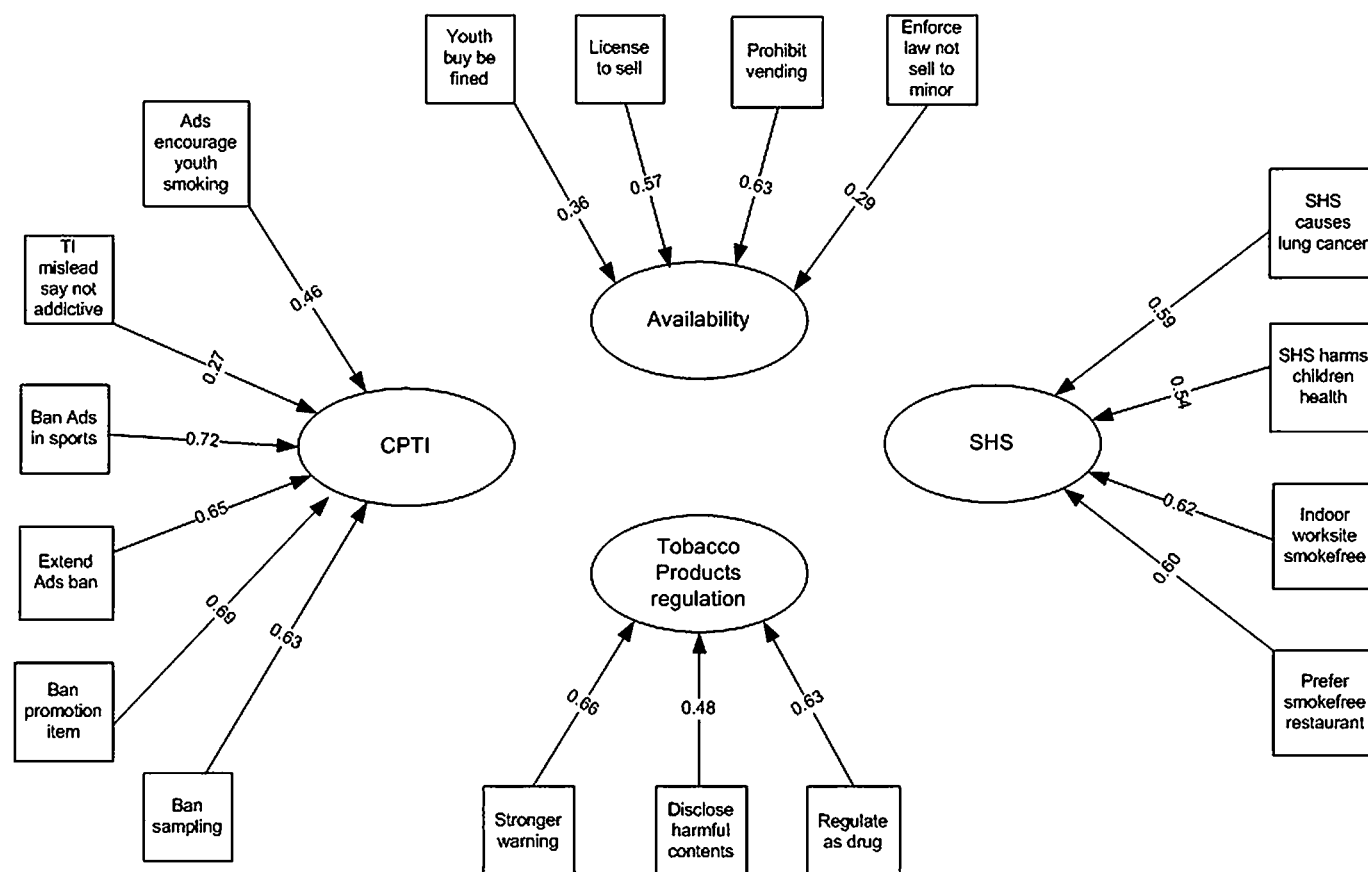 Youth
buy be
fined
License
to sell
Prohibit
vending
Enforce
law not
sell to
minor
0.36
0.57
0.63
0.29
Availability
Ads
encourage
youth
smoking
TI
mislead
say not
addictive
Ban Ads
in sports
Extend
Ads ban
Ban
promotion
item
Ban
sampling
0.46
0.27
0.72
0.65
0.69
0.63
CPTI
SHS
causes
lung cancer
SHS harms
children
health
Indoor
worksite
smokefree
Prefer
smokefree
restaurant
0.59
0.54
0.62
0.60
SHS
Tobacco
Products
regulation
0.66
0.48
0.63
Stronger
warning
Disclose
harmful
contents
Regulate
as drug